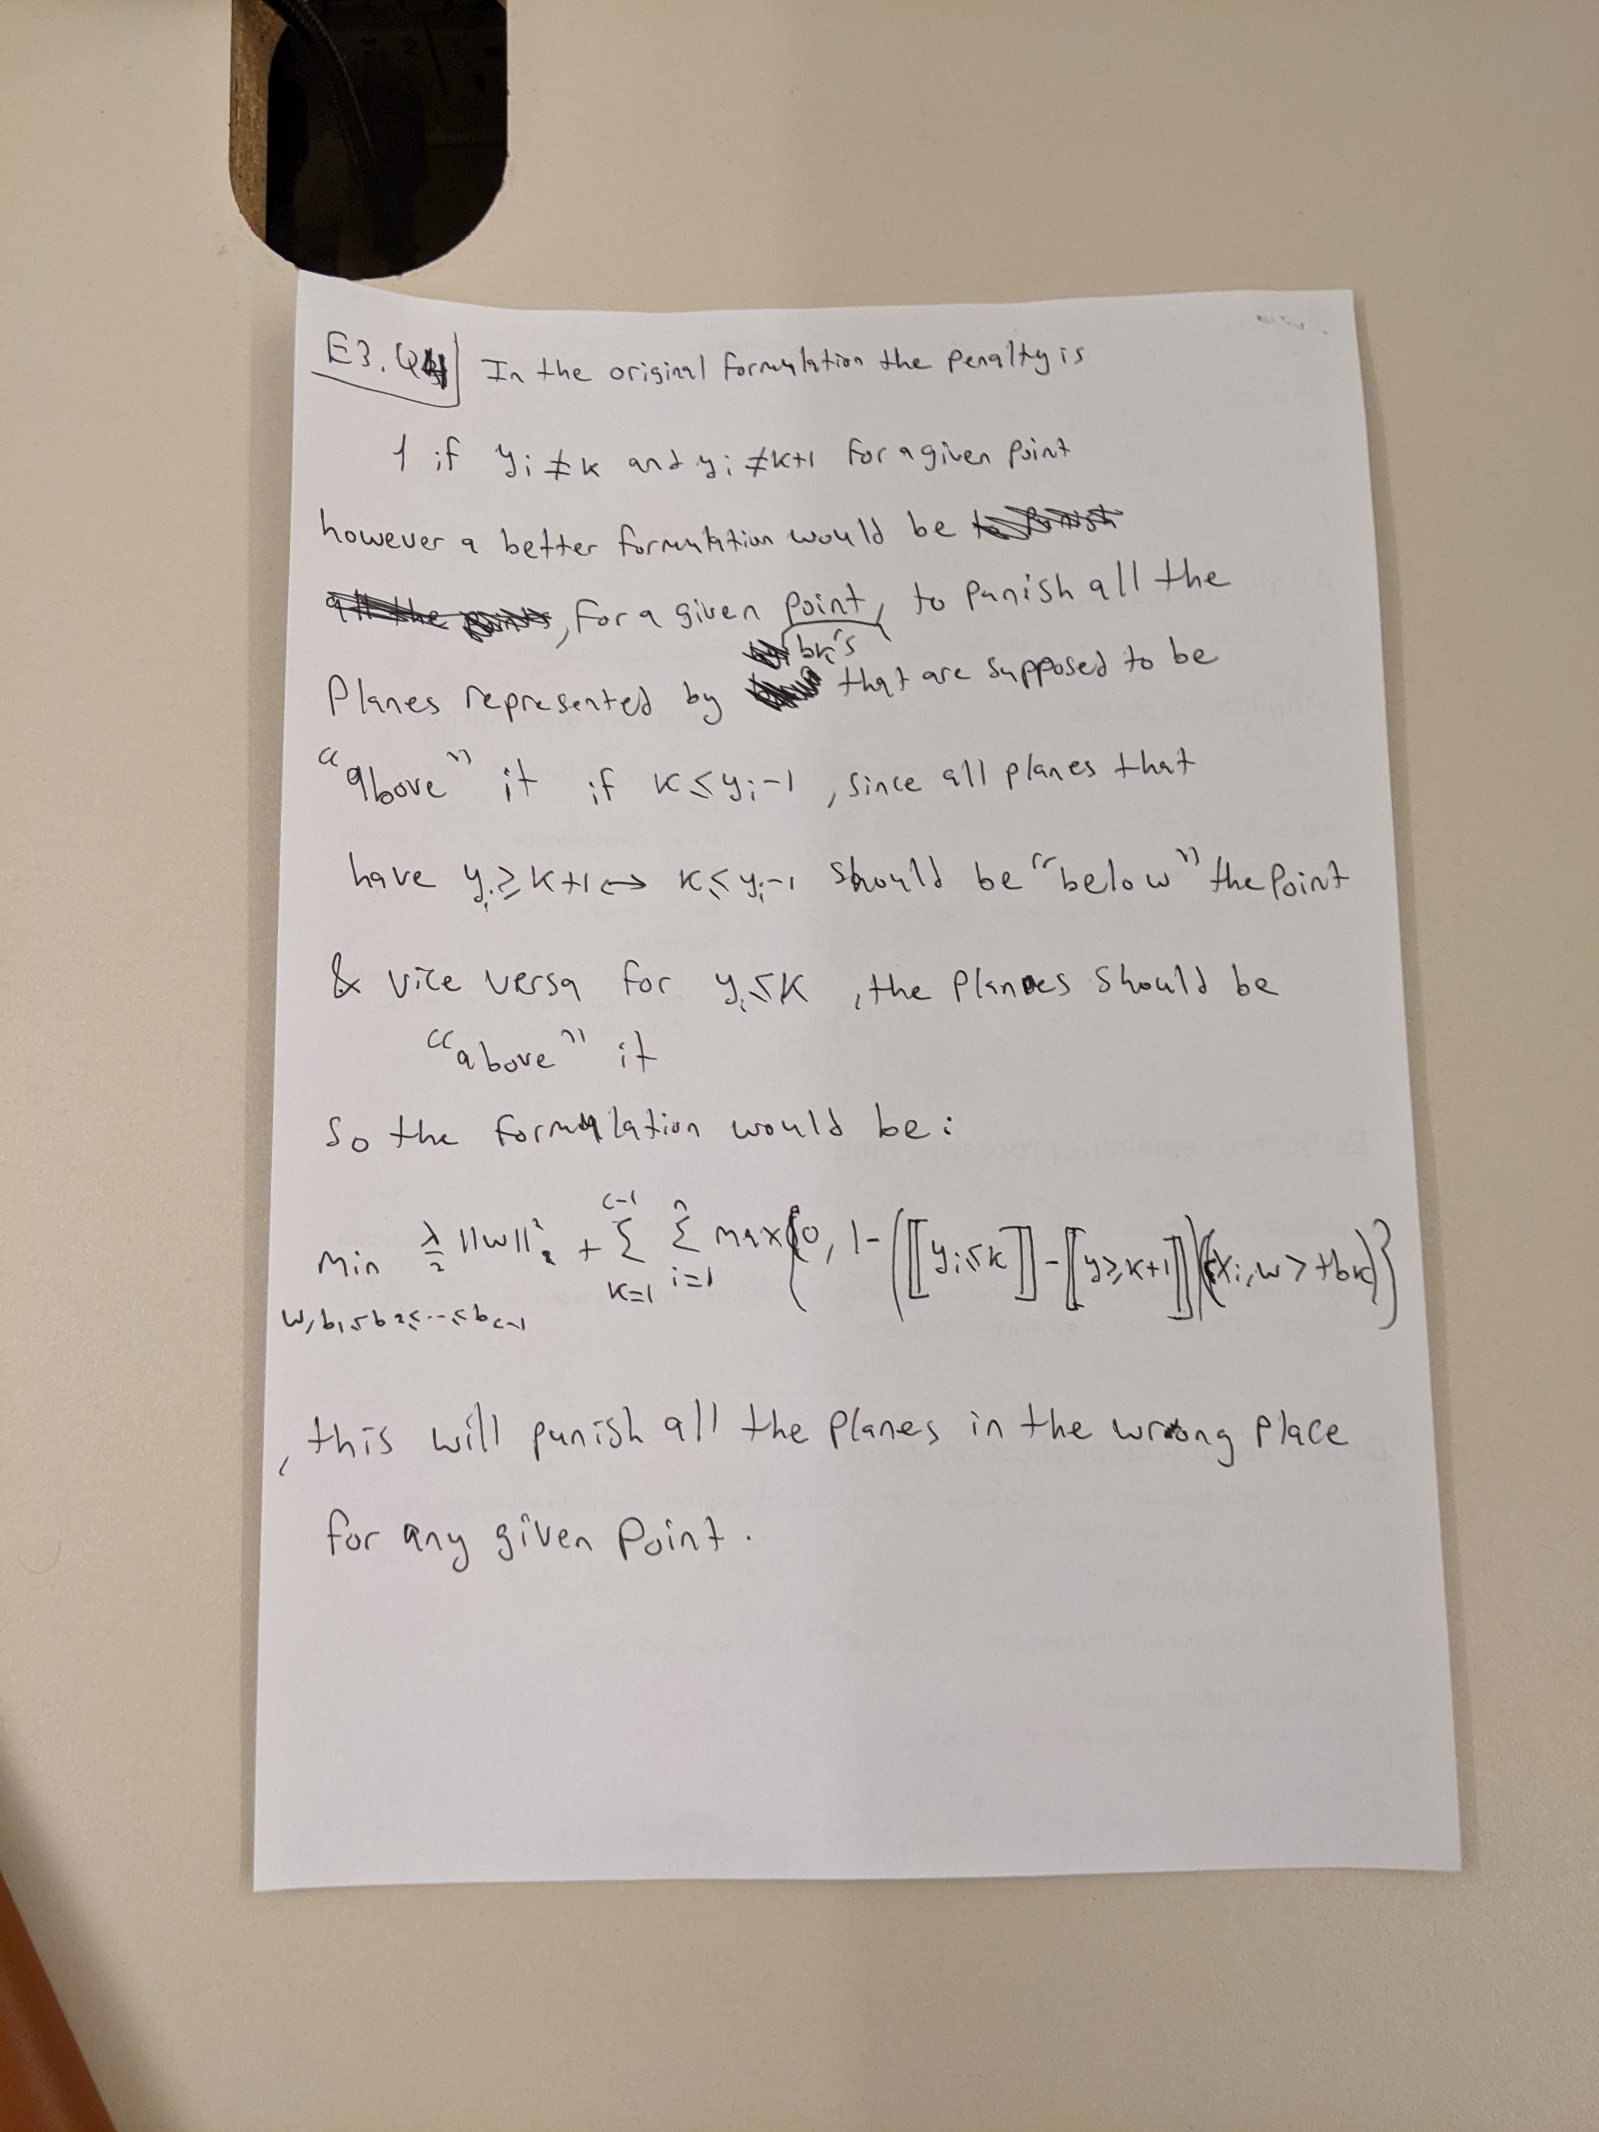 E3. Q4 In the original formulation the penalty is
1 if yi ≠ k and yi ≠ k+1 for a given point
however a better formulation would be
, for a given point, to punish all the
bk's
Planes represented by that are supposed to be
"above" it if k ≤ yi-1 , since all planes that
have yi ≥ k+1 ↔ k ≤ yi-1 should be "below" the Point
& vice versa for yi ≤ k , the planes should be
"above" it
So the formulation would be:
min λ/2 ||w||²₂ + Σ_{k=1}^{c-1} Σ_{i=1}^{n} max{0, 1-([[yi ≤ k]] - [[y ≥ k+1]])(<xi, w> + bk)}
w, b1 ≤ b2 ≤ ... ≤ bc-1
, this will punish all the planes in the wrong place
for any given Point.